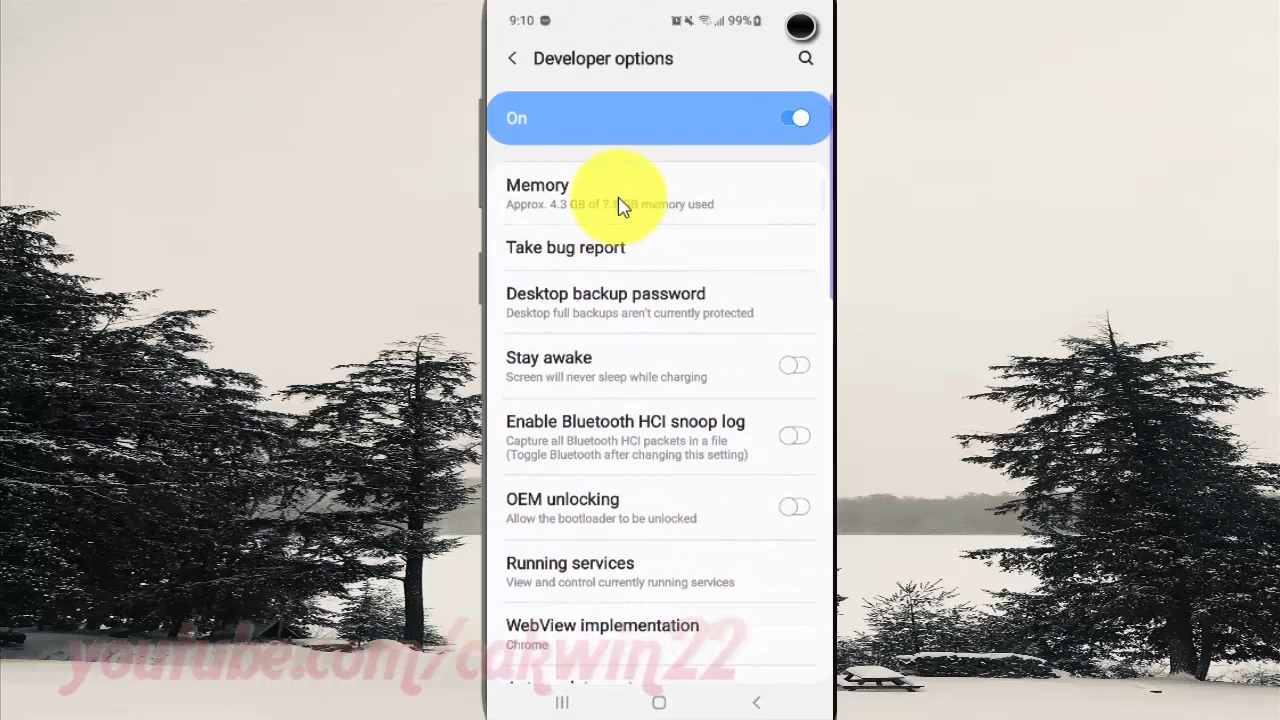 9:10
99%
Developer options
On
Memory
Approx. 4.3 GB of 7.8 GB memory used
Take bug report
Desktop backup password
Desktop full backups aren't currently protected
Stay awake
Screen will never sleep while charging
Enable Bluetooth HCI snoop log
Capture all Bluetooth HCI packets in a file
(Toggle Bluetooth after changing this setting)
OEM unlocking
Allow the bootloader to be unlocked
Running services
View and control currently running services
WebView implementation
Chrome
youtube.com/cakwin22